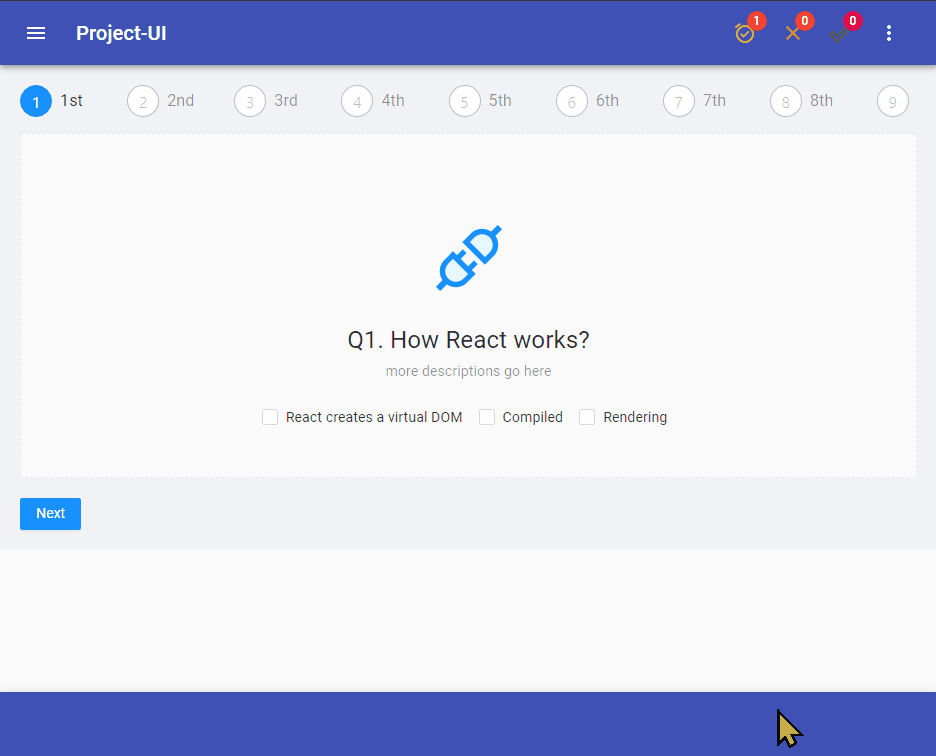 Project-UI 1 0 0
1 1st 2 2nd 3 3rd 4 4th 5 5th 6 6th 7 7th 8 8th 9
Q1. How React works?
more descriptions go here
React creates a virtual DOM Compiled Rendering
Next